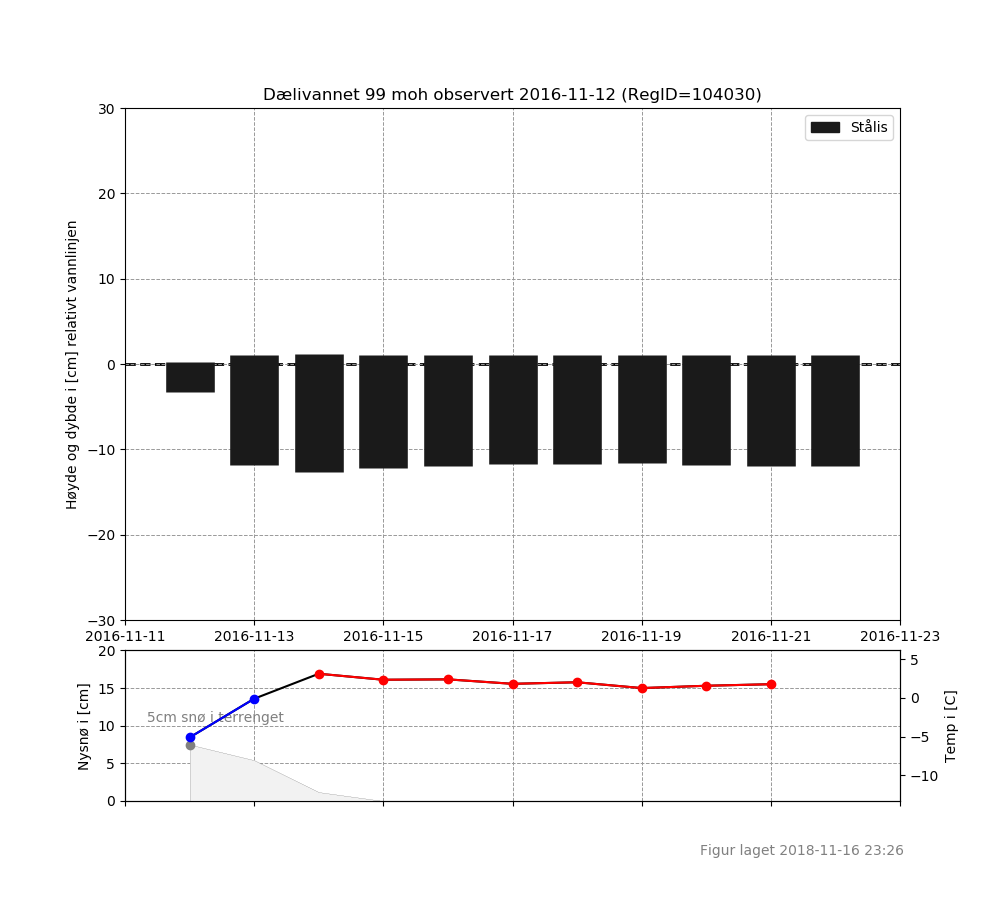 Dælivannet 99 moh observert 2016-11-12 (RegID=104030)
Stålis
Høyde og dybde i [cm] relativt vannlinjen
30
20
10
0
−10
−20
−30
2016-11-11 2016-11-13 2016-11-15 2016-11-17 2016-11-19 2016-11-21 2016-11-23
Nysnø i [cm]
20
15
10
5
0
5cm snø i terrenget
5
0
−5
−10
Temp i [C]
Figur laget 2018-11-16 23:26